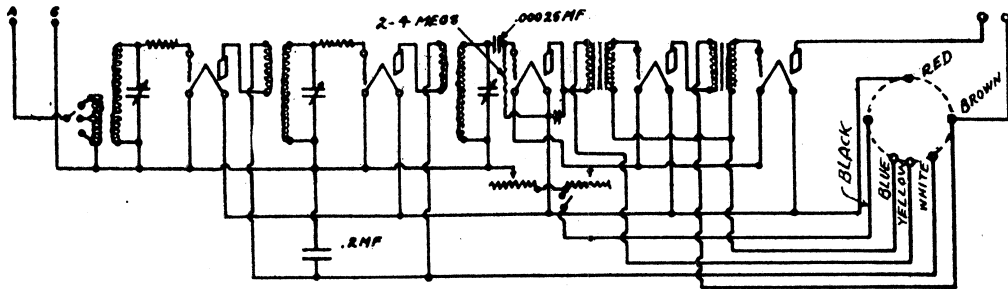 A G
2-4 MEGS .00025MF
RED
BROWN
BLACK
BLUE
YELLOW
WHITE
.2MF